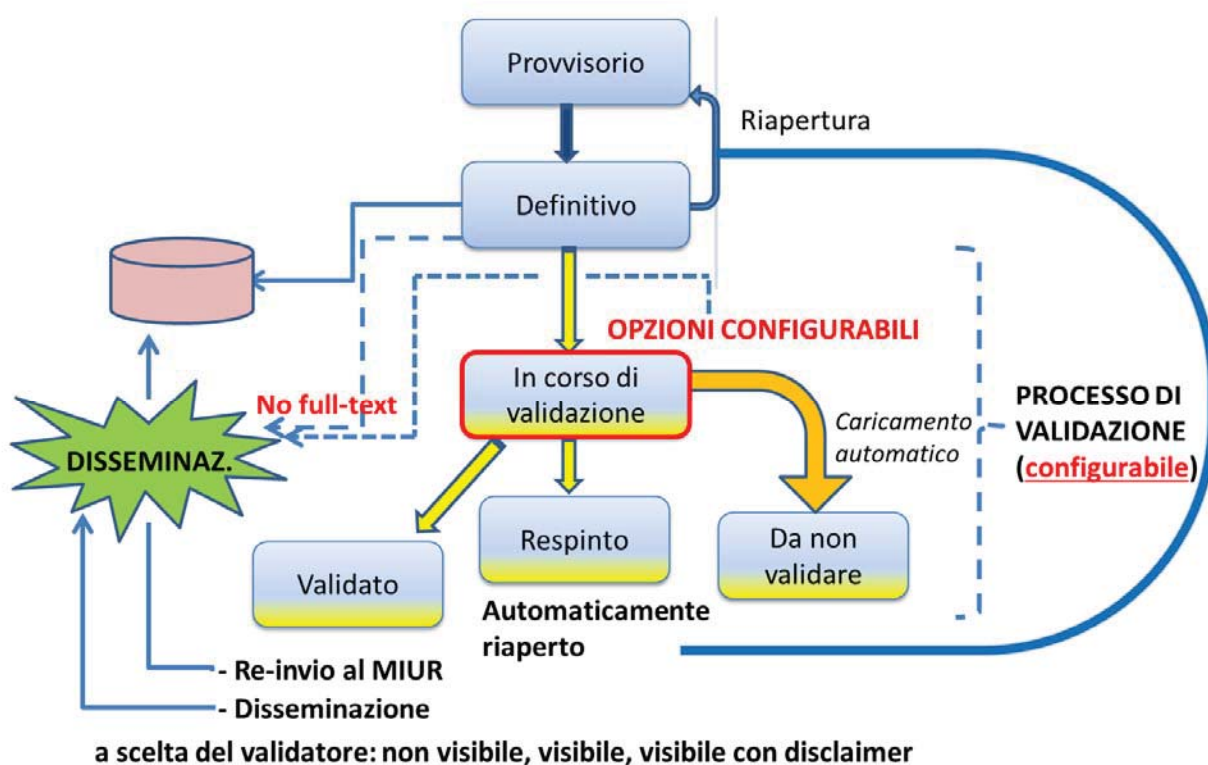 Provvisorio
Riapertura
Definitivo
OPZIONI CONFIGURABILI
In corso di
validazione
No full-text
Caricamento
automatico
PROCESSO DI
VALIDAZIONE
(configurabile)
DISSEMINAZ.
Validato
Respinto
Da non
validare
Automaticamente
riaperto
- Re-invio al MIUR
- Disseminazione
a scelta del validatore: non visibile, visibile, visibile con disclaimer